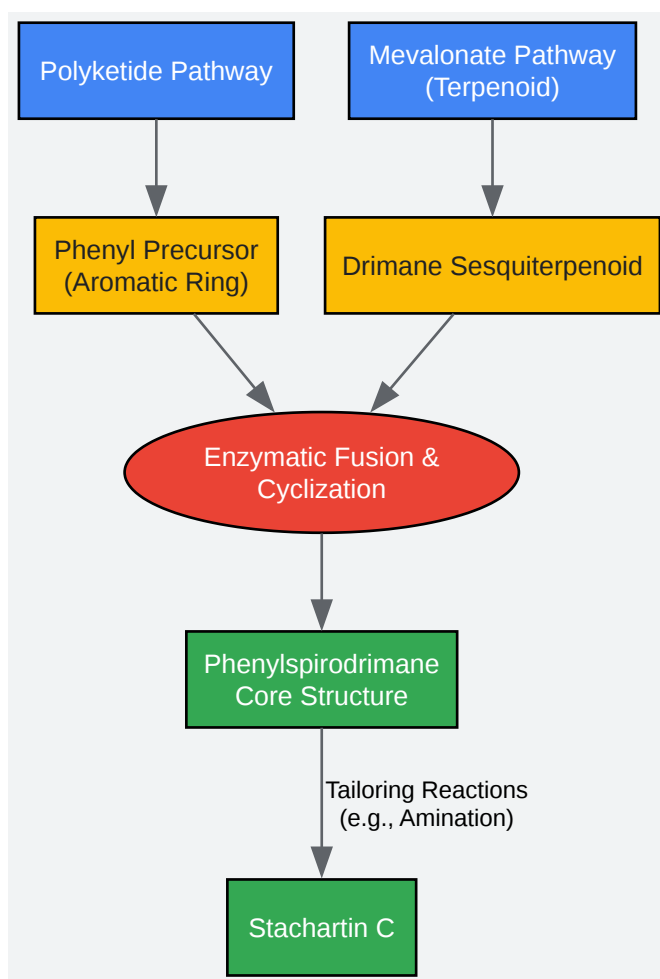 Polyketide Pathway
Mevalonate Pathway
(Terpenoid)
Phenyl Precursor
(Aromatic Ring)
Drimane Sesquiterpenoid
Enzymatic Fusion &
Cyclization
Phenylspirodrimane
Core Structure
Tailoring Reactions
(e.g., Amination)
Stachartin C